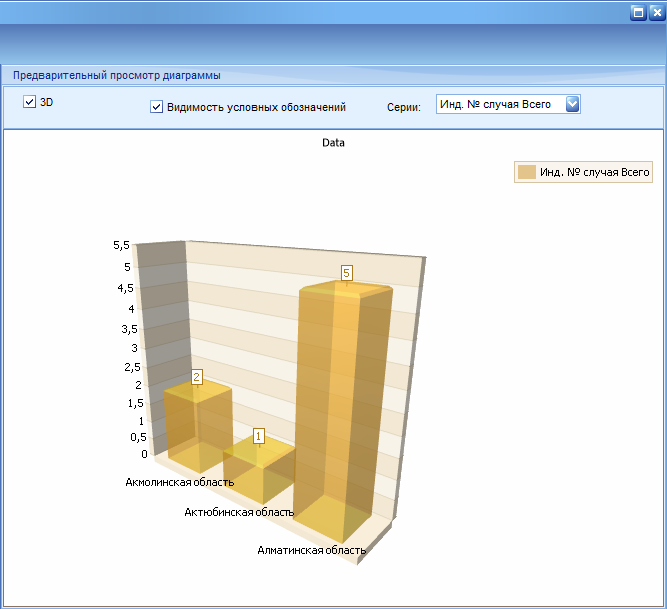 Предварительный просмотр диаграммы
3D
Видимость условных обозначений
Серии:
Инд. № случая Всего
Data
Инд. № случая Всего
5,5
5
4,5
4
3,5
3
2,5
2
1,5
1
0,5
0
5
2
1
Акмолинская область
Актюбинская область
Алматинская область